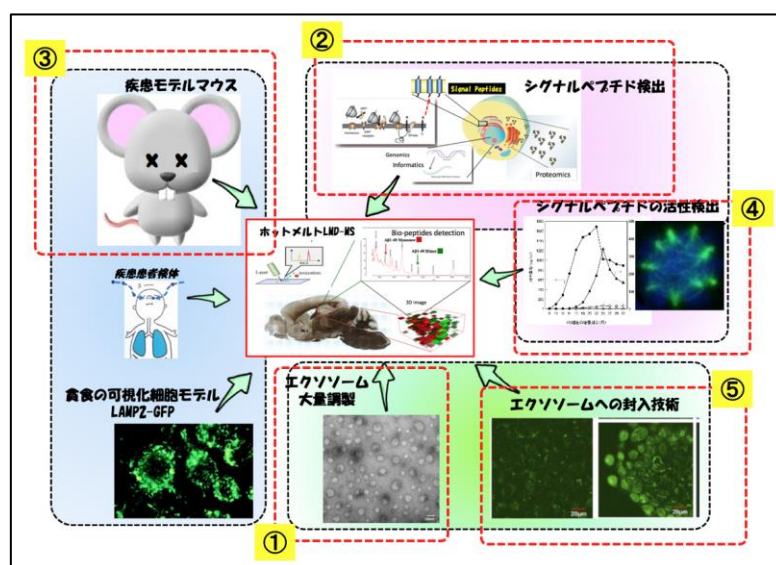 ②
③
疾患モデルマウス
シグナルペプチド検出
Signal Peptides
Genomics
Informatics
Proteomics
④
シグナルペプチドの活性検出
ホットメルトLMD-MS
Bio-peptides detection
Laser
3D image
疾患患者検体
貪食の可視化細胞モデル
LAMP2-GFP
エクソソーム
大量調製
⑤
エクソソームへの封入技術
20μm
20μm
①